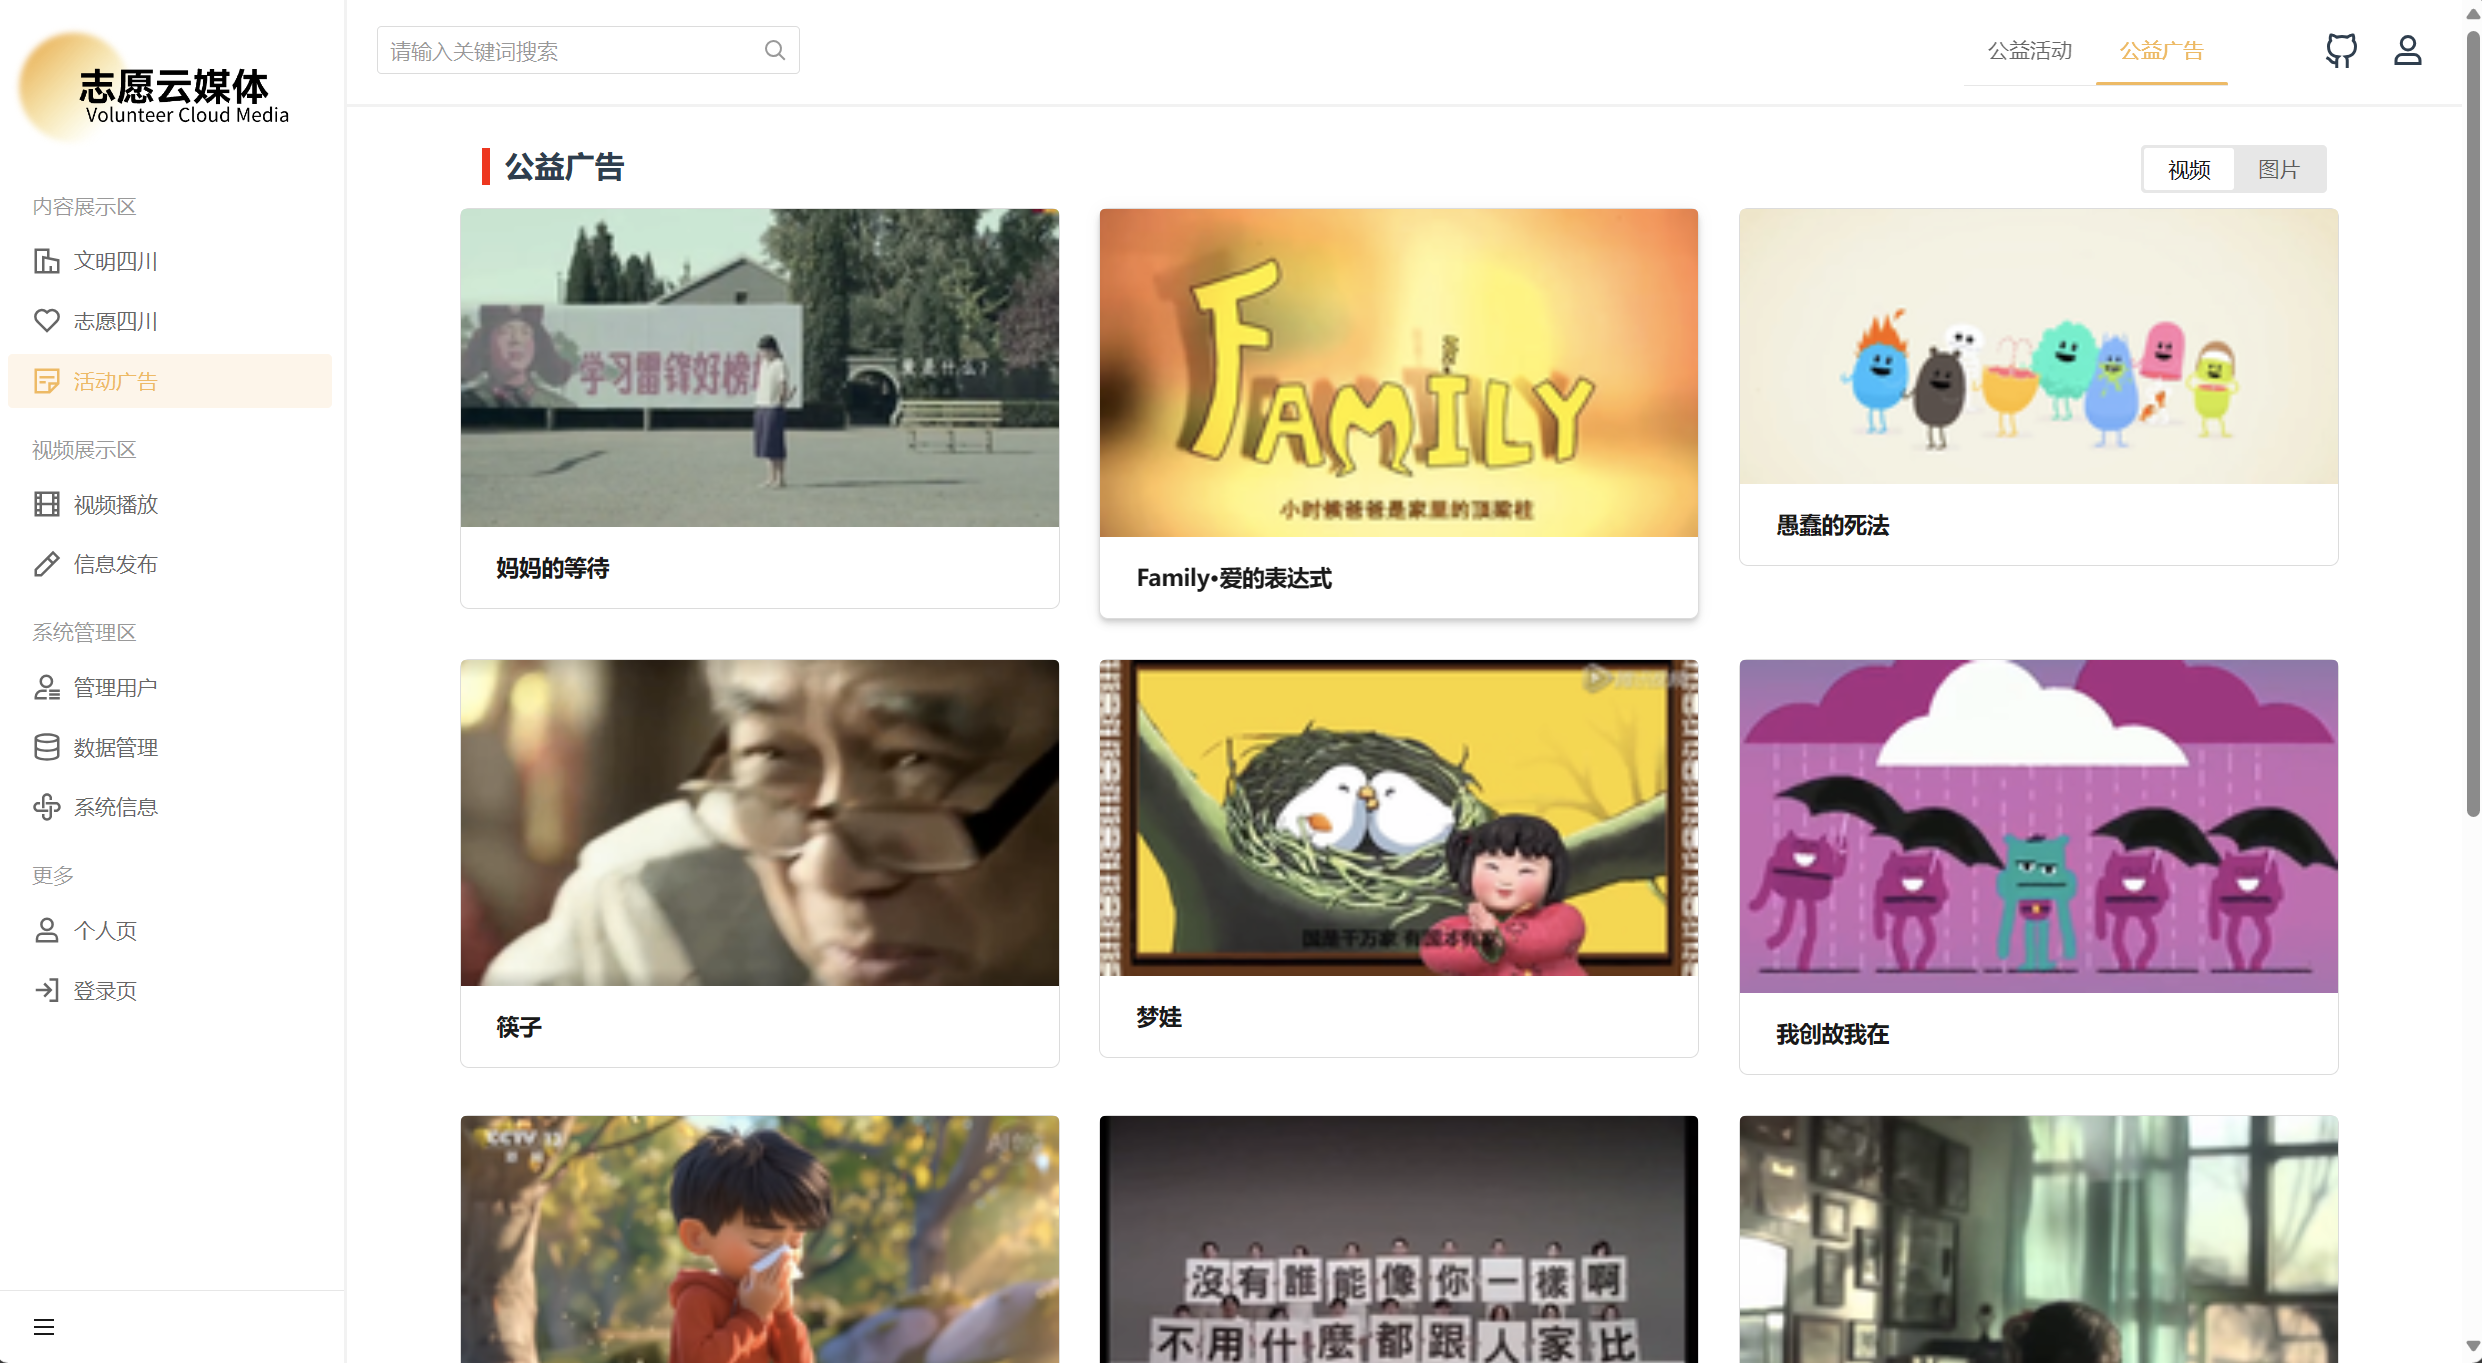 志愿云媒体
Volunteer Cloud Media
内容展示区
文明四川
志愿四川
活动广告
视频展示区
视频播放
信息发布
系统管理区
管理用户
数据管理
系统信息
更多
个人页
登录页
请输入关键词搜索
公益活动
公益广告
公益广告
视频
图片
学习雷锋好榜
爱是什么？
妈妈的等待
FAMILY
小时候爸爸是家里的顶梁柱
Family•爱的表达式
愚蠢的死法
筷子
国是千万家 有国才有家
梦娃
我创故我在
CCTV 13
沒有誰能像你一樣啊
不用什麼都跟人家比